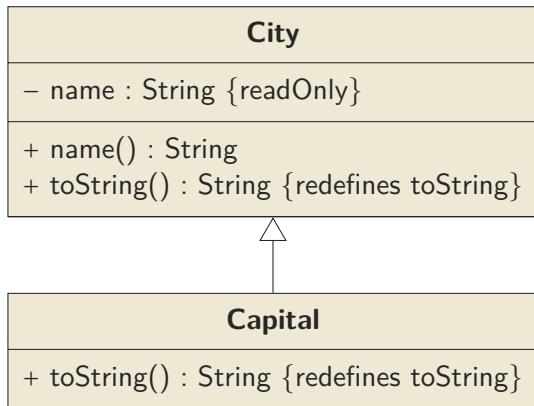 City
– name : String {readOnly}
+ name() : String
+ toString() : String {redefines toString}
Capital
+ toString() : String {redefines toString}